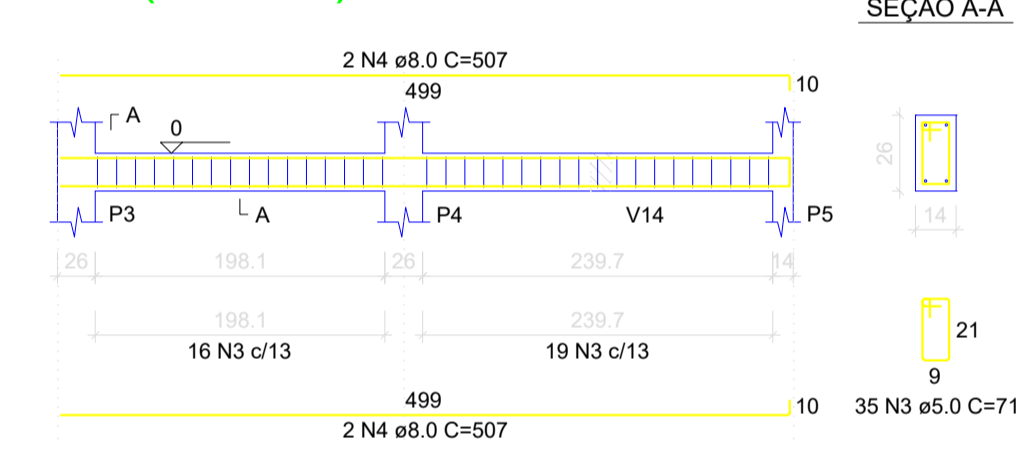 SEÇÃO A-A
2 N4 ø8.0 C=507
499
10
A
0
26
P3
A
P4
V14
P5
14
26
198.1
26
239.7
14
198.1
239.7
16 N3 c/13
19 N3 c/13
21
9
499
10
35 N3 ø5.0 C=71
2 N4 ø8.0 C=507